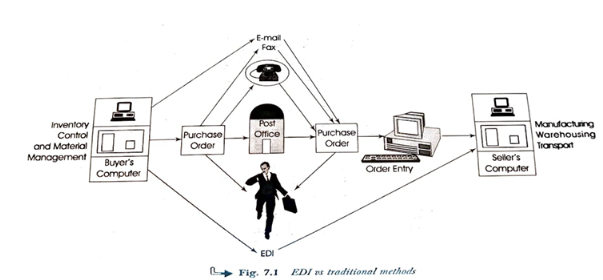 E-mail
Fax
Inventory
Control
and Material
Management
Buyer's
Computer
Purchase
Order
Post
Office
Purchase
Order
Order Entry
Seller's
Computer
Manufacturing
Warehousing
Transport
EDI
Fig. 7.1 EDI vs traditional methods